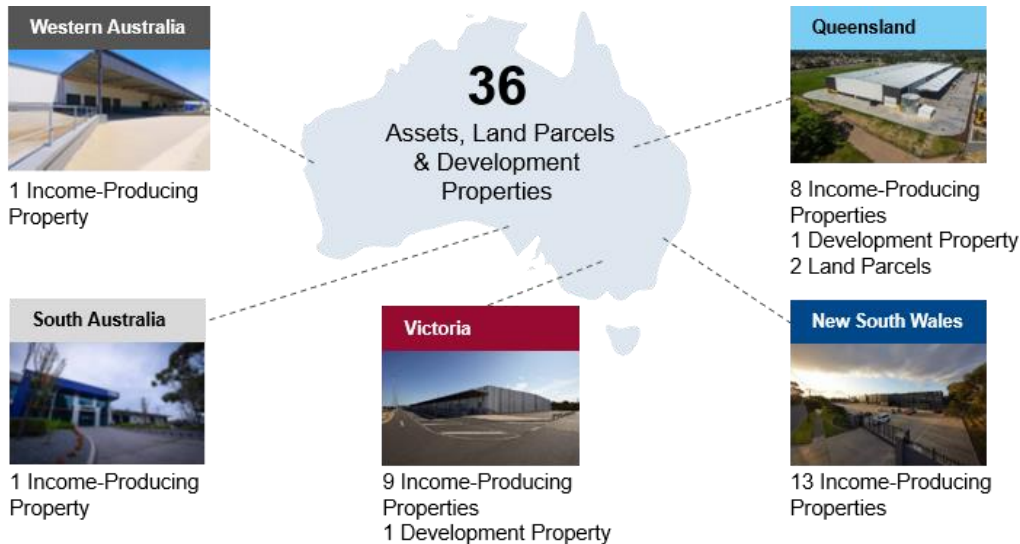 Western Australia
1 Income-Producing
Property
36
Assets, Land Parcels
& Development
Properties
Queensland
8 Income-Producing
Properties
1 Development Property
2 Land Parcels
South Australia
1 Income-Producing
Property
Victoria
9 Income-Producing
Properties
1 Development Property
New South Wales
13 Income-Producing
Properties